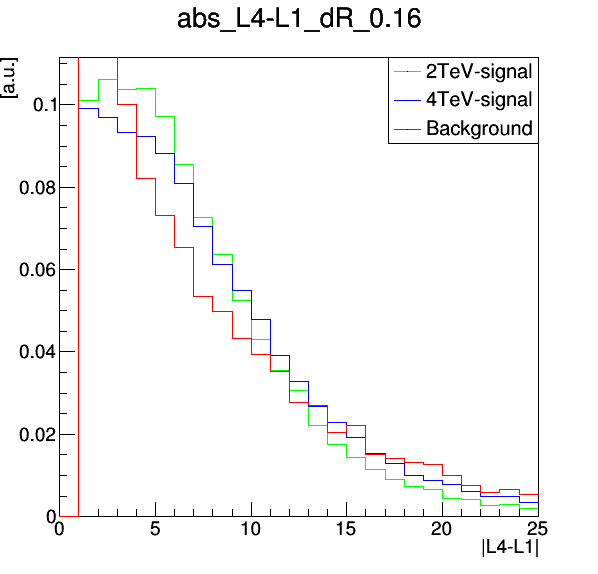 abs_L4-L1_dR_0.16
[a.u.]
2TeV-signal
4TeV-signal
Background
0.1
0.08
0.06
0.04
0.02
0
0 5 10 15 20 25
|L4-L1|